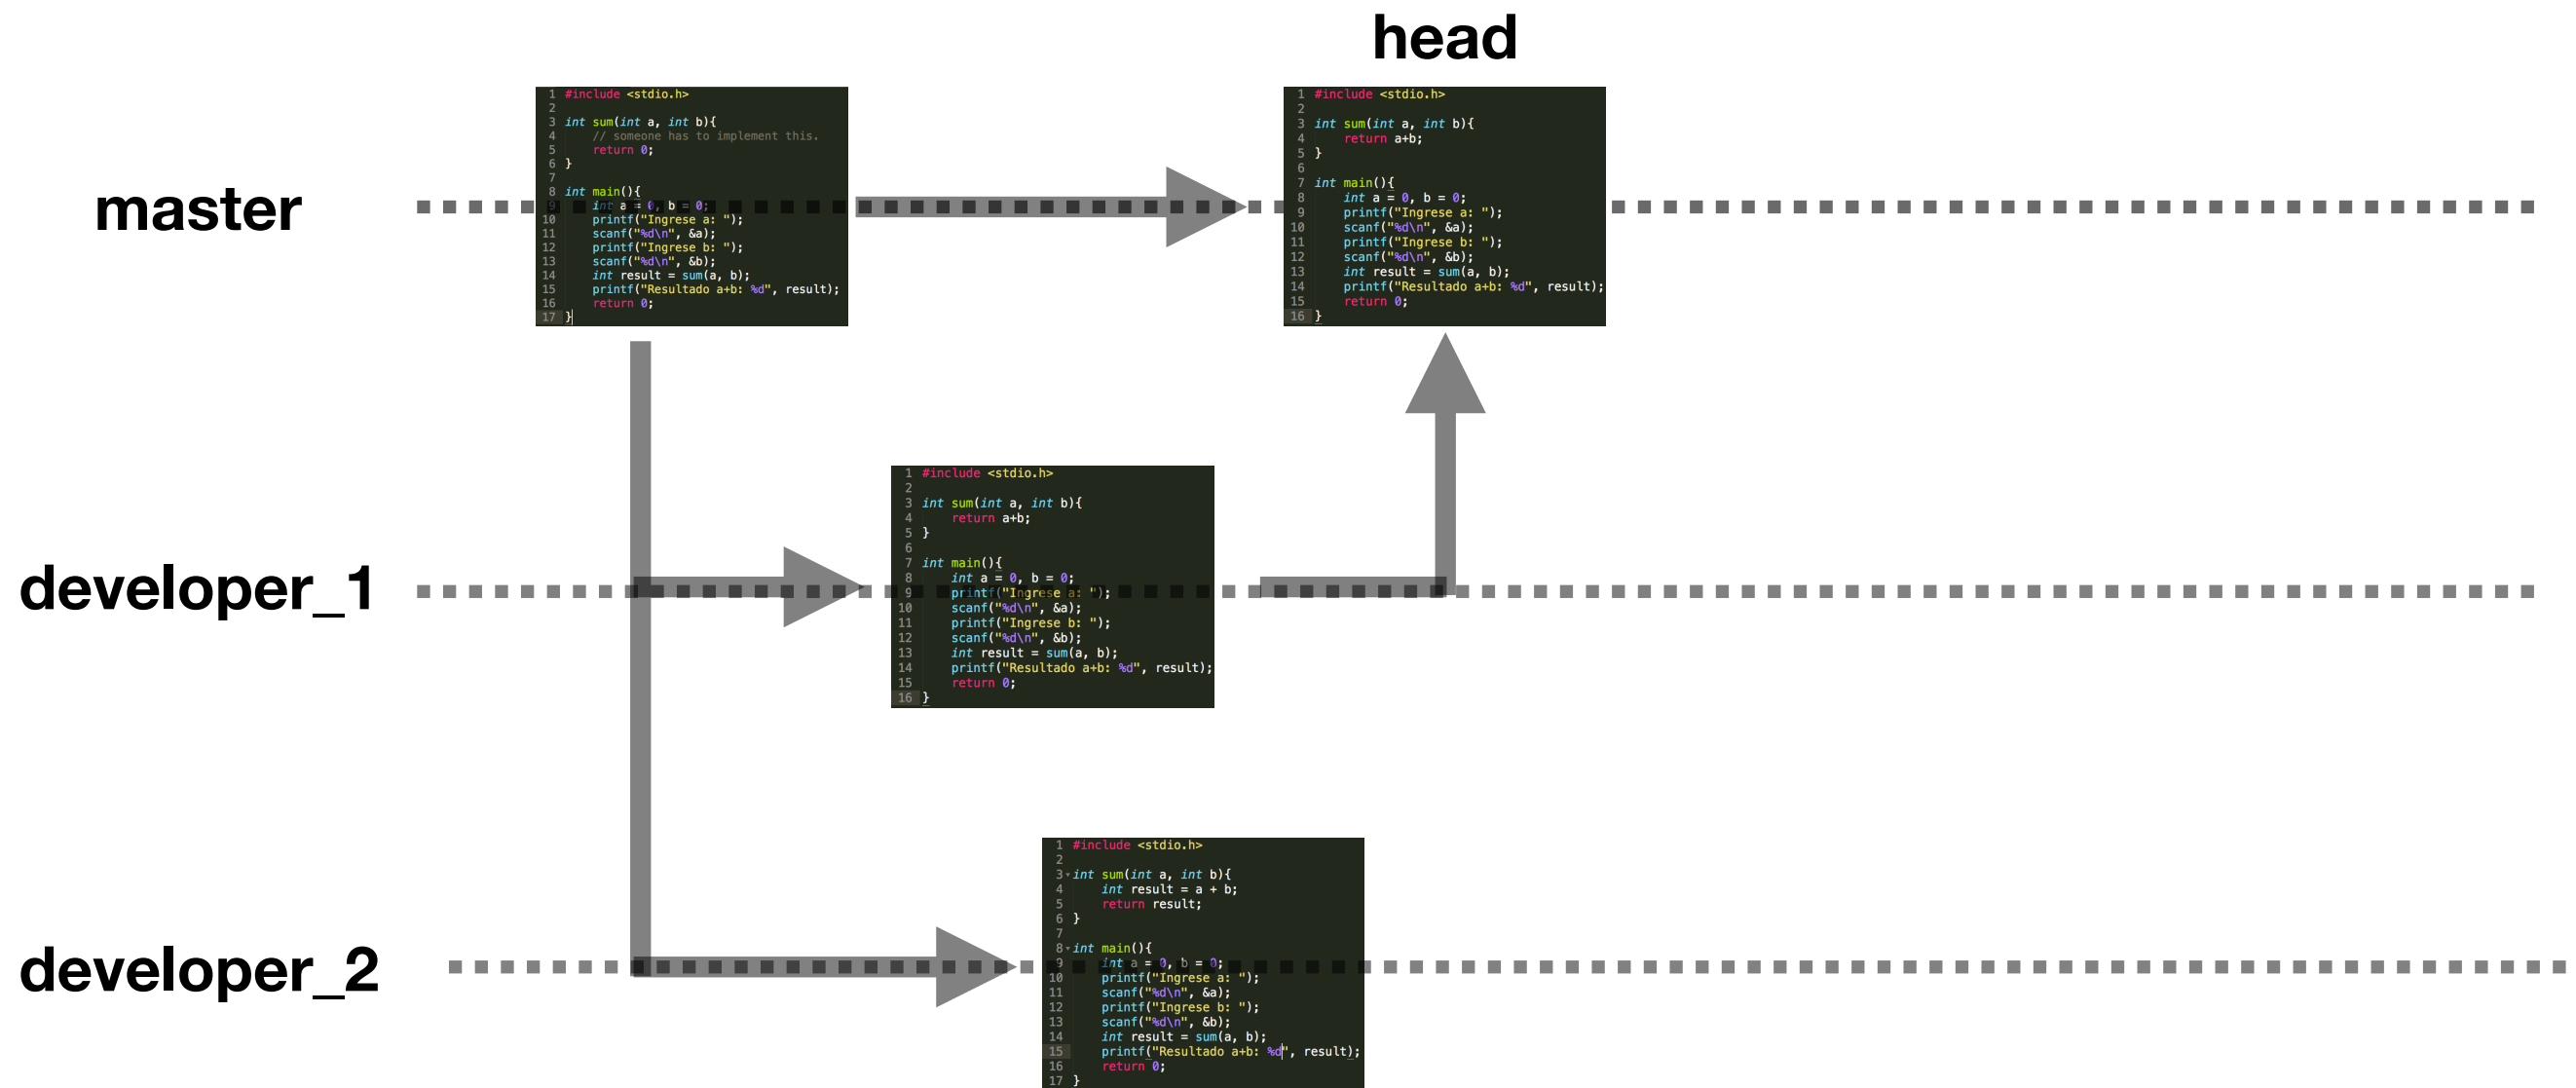 head
master
1 #include <stdio.h>
2
3 int sum(int a, int b){
4 // someone has to implement this.
5 return 0;
6 }
7
8 int main(){
9 int a = 0, b = 0;
10 printf("Ingrese a: ");
11 scanf("%d\n", &a);
12 printf("Ingrese b: ");
13 scanf("%d\n", &b);
14 int result = sum(a, b);
15 printf("Resultado a+b: %d", result);
16 return 0;
17 }
1 #include <stdio.h>
2
3 int sum(int a, int b){
4 return a+b;
5 }
6
7 int main(){
8 int a = 0, b = 0;
9 printf("Ingrese a: ");
10 scanf("%d\n", &a);
11 printf("Ingrese b: ");
12 scanf("%d\n", &b);
13 int result = sum(a, b);
14 printf("Resultado a+b: %d", result);
15 return 0;
16 }
developer_1
1 #include <stdio.h>
2
3 int sum(int a, int b){
4 return a+b;
5 }
6
7 int main(){
8 int a = 0, b = 0;
9 printf("Ingrese a: ");
10 scanf("%d\n", &a);
11 printf("Ingrese b: ");
12 scanf("%d\n", &b);
13 int result = sum(a, b);
14 printf("Resultado a+b: %d", result);
15 return 0;
16 }
developer_2
1 #include <stdio.h>
2
3 int sum(int a, int b){
4 int result = a + b;
5 return result;
6 }
7
8 int main(){
9 int a = 0, b = 0;
10 printf("Ingrese a: ");
11 scanf("%d\n", &a);
12 printf("Ingrese b: ");
13 scanf("%d\n", &b);
14 int result = sum(a, b);
15 printf("Resultado a+b: %d", result);
16 return 0;
17 }